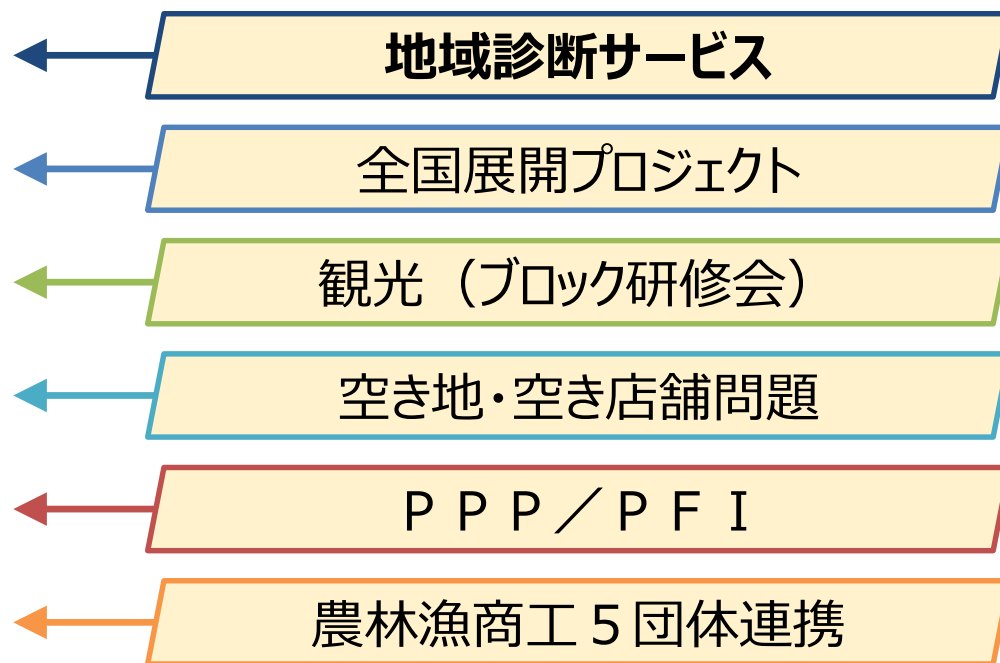 地域診断サービス
全国展開プロジェクト
観光（ブロック研修会）
空き地・空き店舗問題
ＰＰＰ／ＰＦＩ
農林漁商工５団体連携